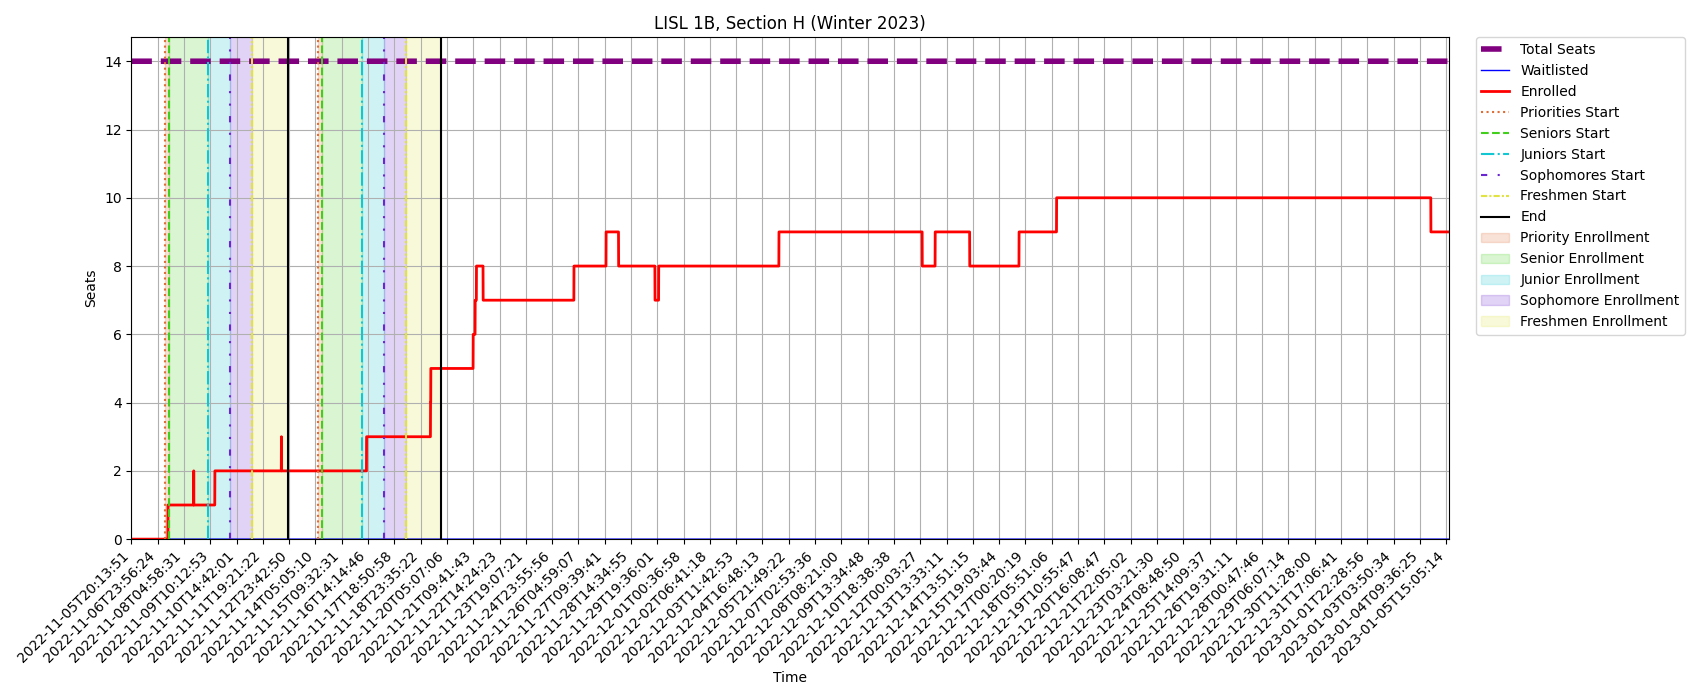 LISL 1B, Section H (Winter 2023)
Seats
14
12
10
8
6
4
2
0
2022-11-05T20:13:51
2022-11-06T23:56:24
2022-11-08T04:58:31
2022-11-09T10:12:53
2022-11-10T14:42:01
2022-11-11T19:21:22
2022-11-12T23:42:50
2022-11-14T05:05:10
2022-11-15T09:32:31
2022-11-16T14:14:46
2022-11-17T18:50:58
2022-11-18T23:35:22
2022-11-20T05:07:06
2022-11-21T09:41:43
2022-11-22T14:24:23
2022-11-23T19:07:21
2022-11-24T23:55:56
2022-11-26T04:59:07
2022-11-27T09:39:41
2022-11-28T14:34:55
2022-11-29T19:36:01
2022-12-01T00:36:58
2022-12-02T06:41:18
2022-12-03T11:42:53
2022-12-04T16:48:13
2022-12-05T21:49:22
2022-12-07T02:53:36
2022-12-08T08:21:00
2022-12-09T13:34:48
2022-12-10T18:38:38
2022-12-12T00:03:27
2022-12-13T13:33:11
2022-12-14T13:51:15
2022-12-15T19:03:44
2022-12-17T00:20:19
2022-12-18T05:51:06
2022-12-19T10:55:47
2022-12-20T16:08:47
2022-12-21T22:05:02
2022-12-23T03:21:30
2022-12-24T08:48:50
2022-12-25T14:09:37
2022-12-26T19:31:11
2022-12-28T00:47:46
2022-12-29T06:07:14
2022-12-30T11:28:00
2022-12-31T17:06:41
2023-01-01T22:28:56
2023-01-03T03:50:34
2023-01-04T09:36:25
2023-01-05T15:05:14
Time
Total Seats
Waitlisted
Enrolled
Priorities Start
Seniors Start
Juniors Start
Sophomores Start
Freshmen Start
End
Priority Enrollment
Senior Enrollment
Junior Enrollment
Sophomore Enrollment
Freshmen Enrollment